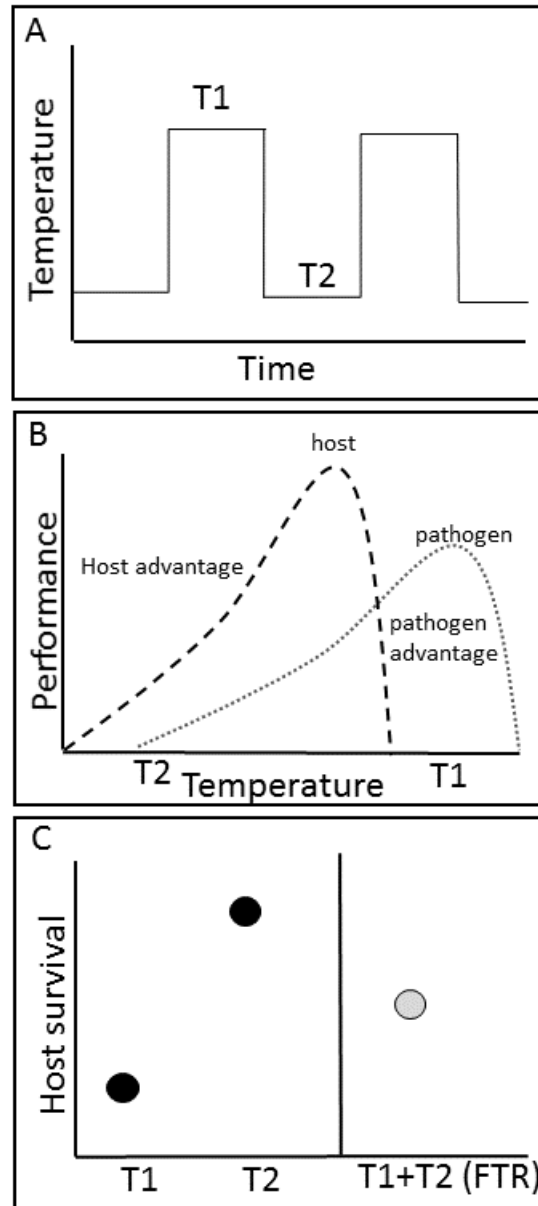 A
Temperature
T1
T2
Time
B
Performance
host
Host advantage
pathogen
pathogen
advantage
T2
Temperature
T1
C
Host survival
T1
T2
T1+T2 (FTR)